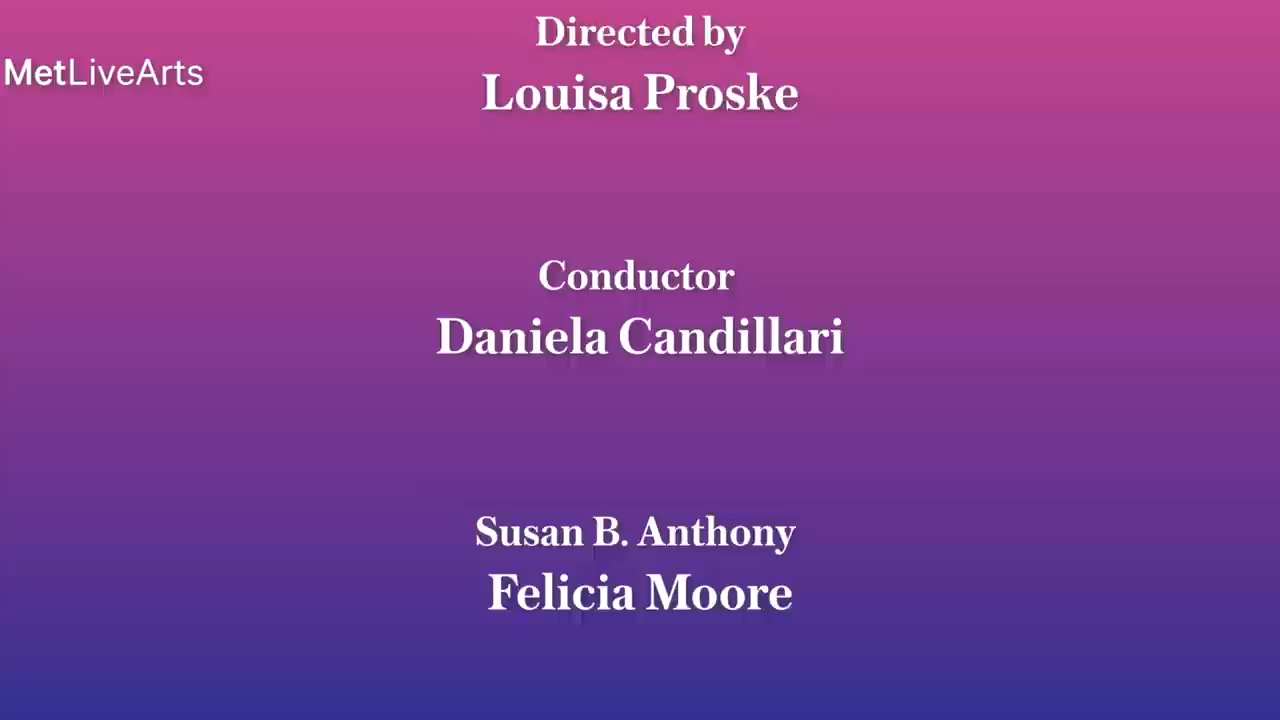 Directed by
MetLiveArts
Louisa Proske
Conductor
Daniela Candillari
Susan B. Anthony
Felicia Moore